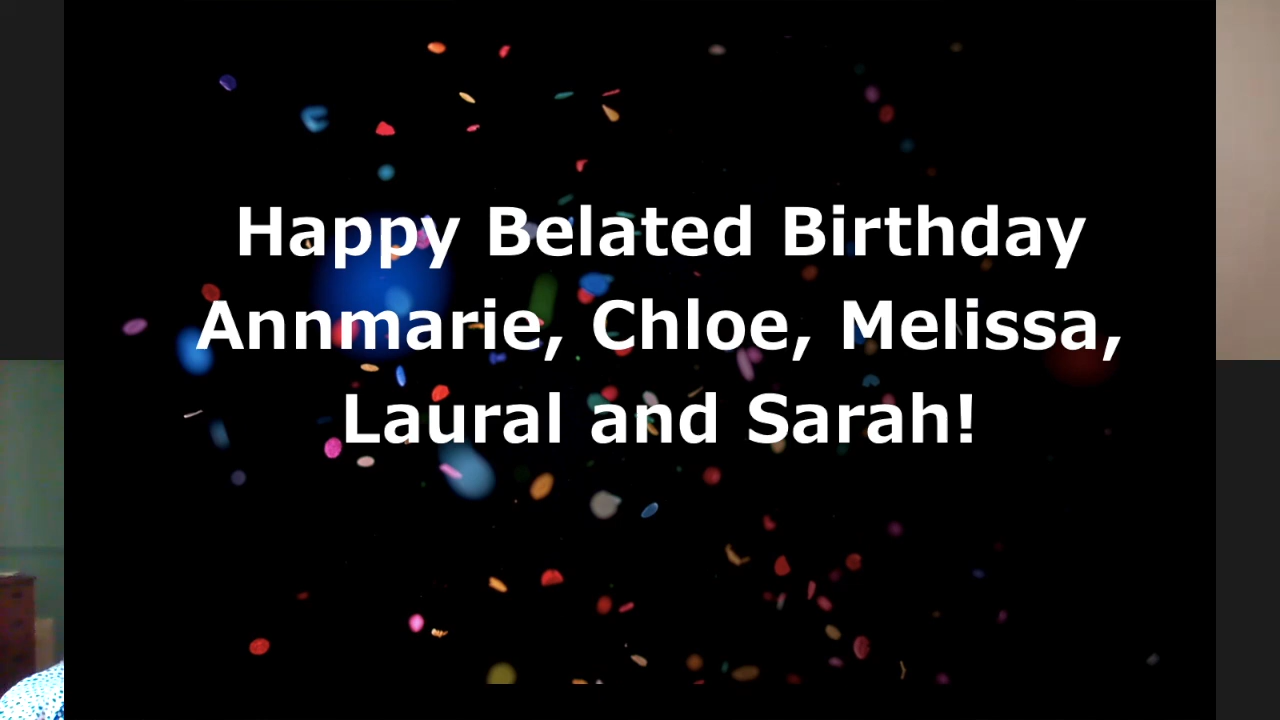 Happy Belated Birthday
Annmarie, Chloe, Melissa,
Laural and Sarah!